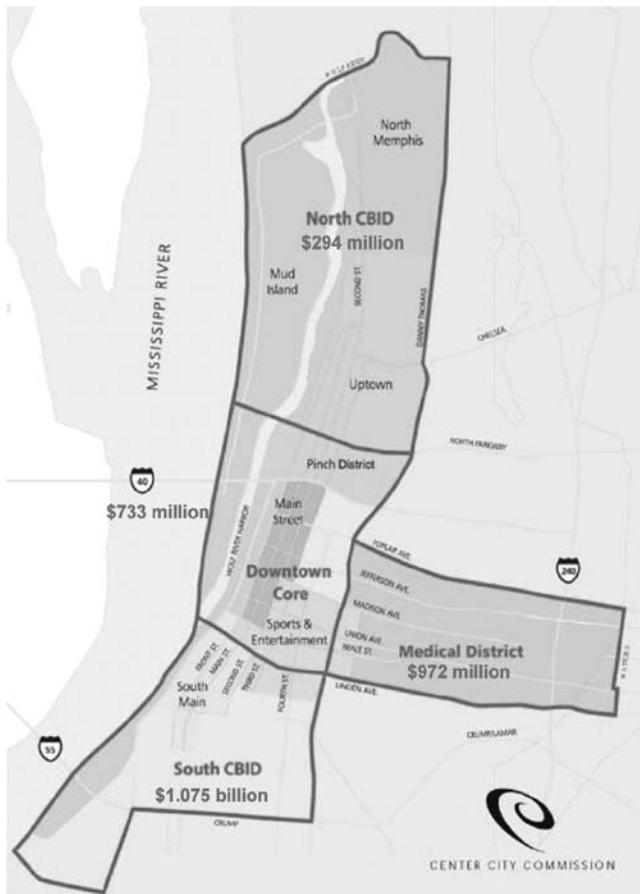 WOLF RIVER
North
Memphis
North CBID
$294 million
MISSISSIPPI RIVER
Mud
Island
SECOND ST.
DANNY THOMAS
CHELSEA
Uptown
NORTH PARKWAY
Pinch District
40
$733 million
Main
Street
WOLF RIVER HARBOR
POPLAR AVE.
240
Downtown
Core
JEFFERSON AVE.
MADISON AVE.
Sports &
Entertainment
UNION AVE.
BEALE ST.
Medical District
$972 million
FRONT ST.
MAIN ST.
SECOND ST.
THIRD ST.
FOURTH ST.
LINDEN AVE.
South
Main
CRUMP/LAMAR
55
South CBID
$1.075 billion
CRUMP
CENTER CITY COMMISSION